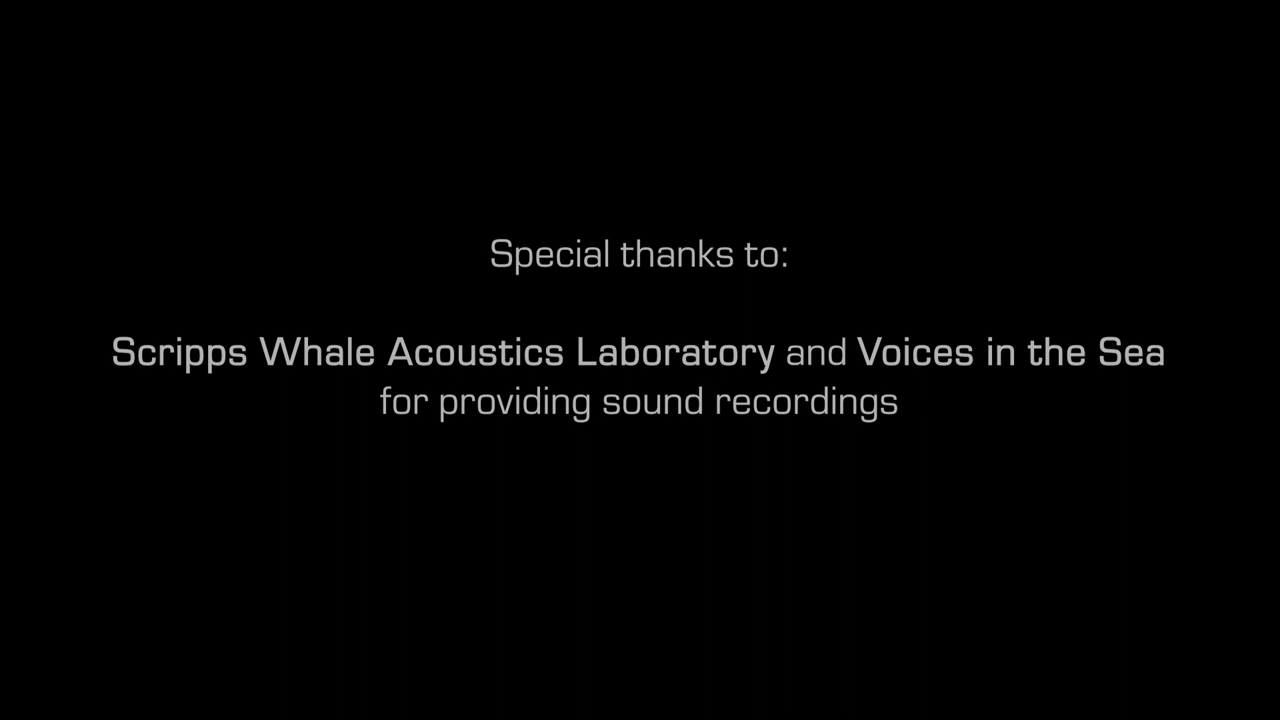 Special thanks to:
Scripps Whale Acoustics Laboratory and Voices in the Sea
for providing sound recordings